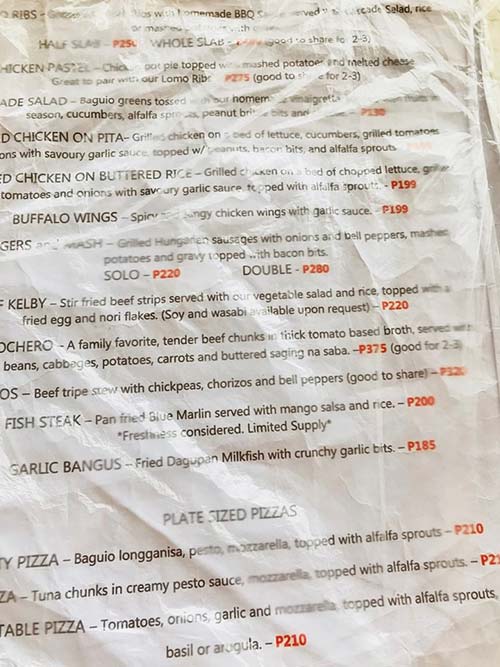 O RIBS – with homemade BBQ served Salad, rice
or mashed
HALF SLAB – P250 WHOLE SLAB – (good to share for 2-3)
HICKEN PASTEL – Chicken pot pie topped with mashed potatoes and melted cheese.
Great to pair with our Lomo Ribs P275 (good to share for 2-3)
ADE SALAD – Baguio greens tossed with our homemade vinaigrette
season, cucumbers, alfalfa sprouts, peanut brittle bits and P130
D CHICKEN ON PITA- Grilled chicken on a bed of lettuce, cucumbers, grilled tomatoes
ons with savoury garlic sauce, topped w/ peanuts, bacon bits, and alfalfa sprouts
ED CHICKEN ON BUTTERED RICE – Grilled chicken on a bed of chopped lettuce, grilled
tomatoes and onions with savoury garlic sauce, topped with alfalfa sprouts. - P199
BUFFALO WINGS – Spicy and tangy chicken wings with garlic sauce. – P199
GERS and MASH – Grilled Hungarian sausages with onions and bell peppers, mashed
potatoes and gravy topped with bacon bits.
SOLO – P220 DOUBLE - P280
F KELBY – Stir fried beef strips served with our vegetable salad and rice, topped with a
fried egg and nori flakes. (Soy and wasabi available upon request) – P220
OCHERO – A family favorite, tender beef chunks in thick tomato based broth, served with
beans, cabbages, potatoes, carrots and buttered saging na saba. –P375 (good for 2-3)
OS – Beef tripe stew with chickpeas, chorizos and bell peppers (good to share) – P320
FISH STEAK – Pan fried Blue Marlin served with mango salsa and rice. – P200
*Freshness considered. Limited Supply*
GARLIC BANGUS – Fried Dagupan Milkfish with crunchy garlic bits. – P185
PLATE SIZED PIZZAS
TY PIZZA – Baguio longganisa, pesto, mozzarella, topped with alfalfa sprouts – P210
ZA – Tuna chunks in creamy pesto sauce, mozzarella, topped with alfalfa sprouts. – P21
TABLE PIZZA – Tomatoes, onions, garlic and mozzarella, topped with alfalfa sprouts,
basil or arugula. – P210